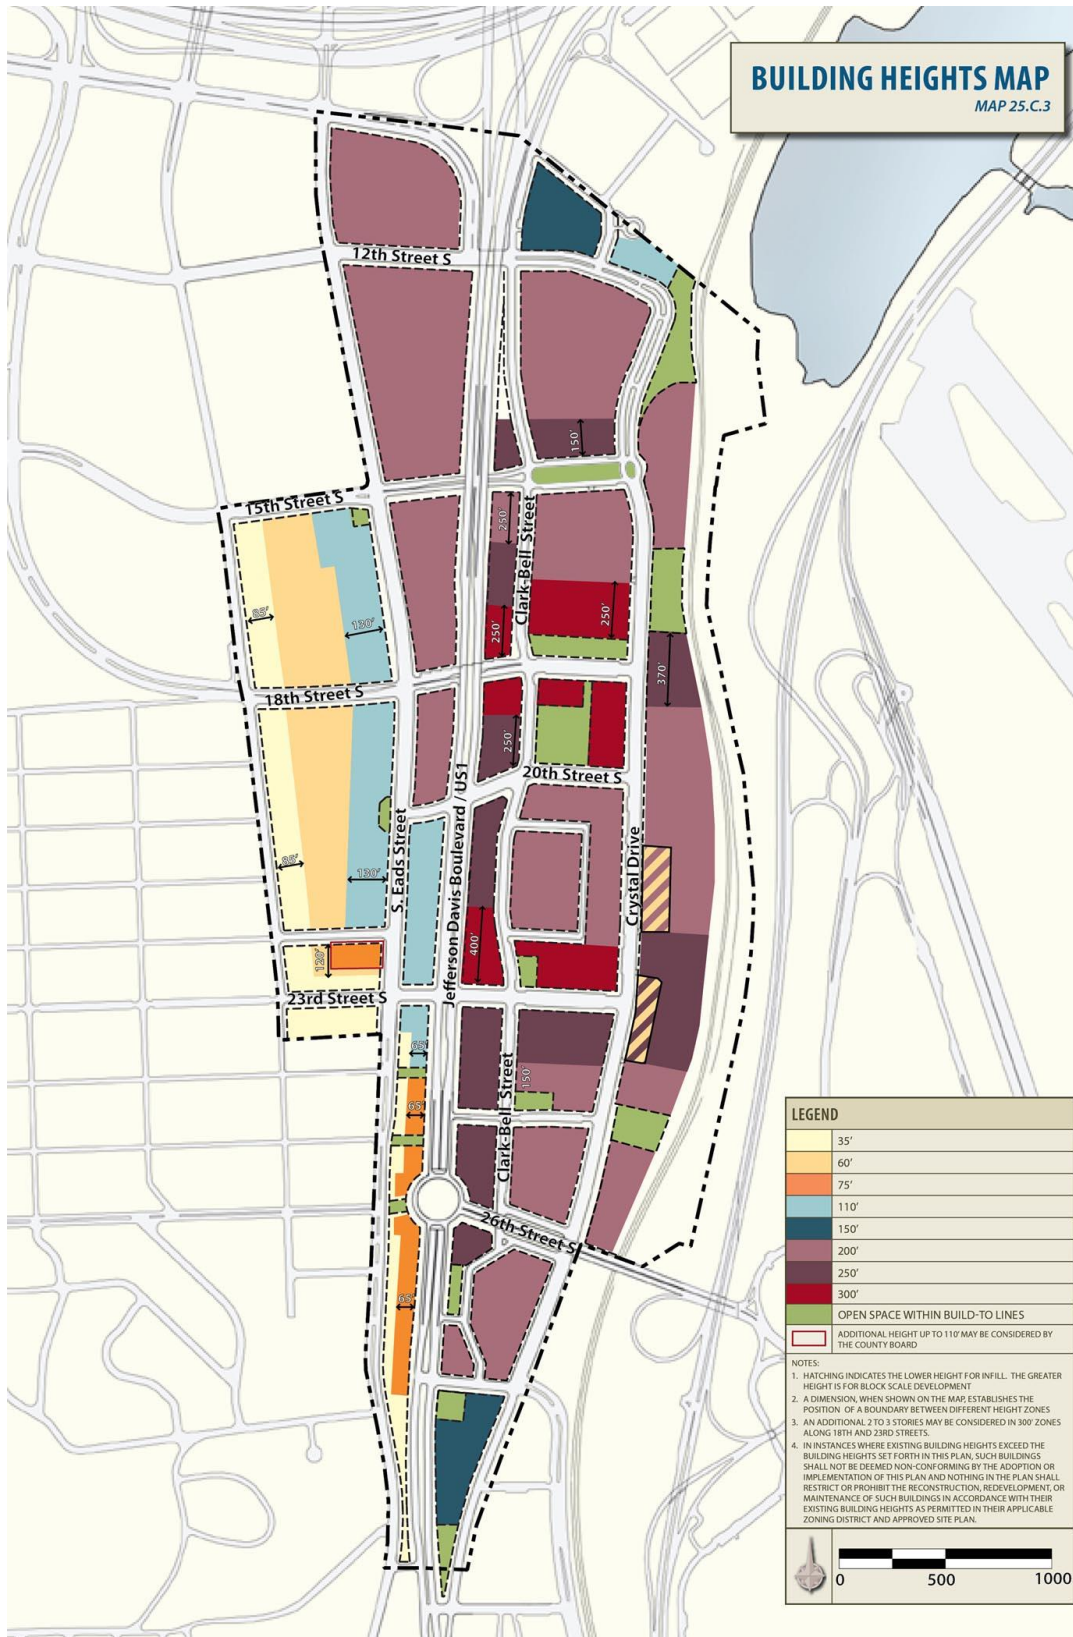 BUILDING HEIGHTS MAP
MAP 25.C.3
12th Street S
150'
15th Street S
250'
Clark-Bell Street
85'
130'
250'
250'
370'
18th Street S
250'
20th Street S
Jefferson Davis Boulevard / US1
S. Eads Street
Crystal Drive
85'
130'
400'
120'
23rd Street S
65'
Clark-Bell Street
150'
65'
26th Street S
65'
LEGEND
35'
60'
75'
110'
150'
200'
250'
300'
OPEN SPACE WITHIN BUILD-TO LINES
ADDITIONAL HEIGHT UP TO 110' MAY BE CONSIDERED BY
THE COUNTY BOARD
NOTES:
1. HATCHING INDICATES THE LOWER HEIGHT FOR INFILL. THE GREATER
HEIGHT IS FOR BLOCK SCALE DEVELOPMENT
2. A DIMENSION, WHEN SHOWN ON THE MAP, ESTABLISHES THE
POSITION OF A BOUNDARY BETWEEN DIFFERENT HEIGHT ZONES
3. AN ADDITIONAL 2 TO 3 STORIES MAY BE CONSIDERED IN 300' ZONES
ALONG 18TH AND 23RD STREETS.
4. IN INSTANCES WHERE EXISTING BUILDING HEIGHTS EXCEED THE
BUILDING HEIGHTS SET FORTH IN THIS PLAN, SUCH BUILDINGS
SHALL NOT BE DEEMED NON-CONFORMING BY THE ADOPTION OR
IMPLEMENTATION OF THIS PLAN AND NOTHING IN THE PLAN SHALL
RESTRICT OR PROHIBIT THE RECONSTRUCTION, REDEVELOPMENT, OR
MAINTENANCE OF SUCH BUILDINGS IN ACCORDANCE WITH THEIR
EXISTING BUILDING HEIGHTS AS PERMITTED IN THEIR APPLICABLE
ZONING DISTRICT AND APPROVED SITE PLAN.
0 500 1000